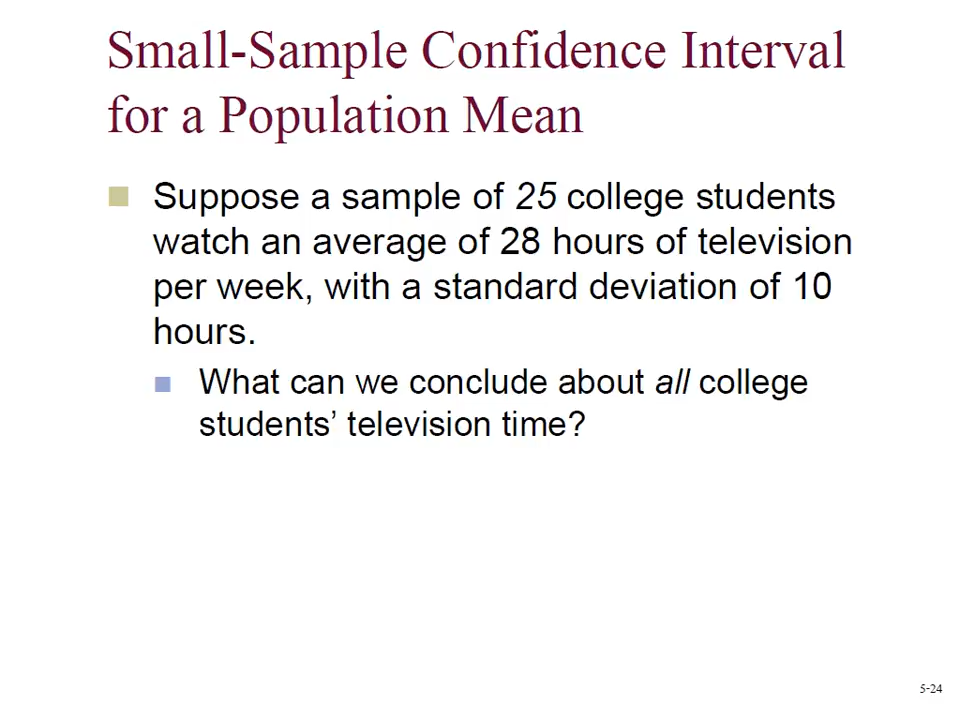 Small-Sample Confidence Interval
for a Population Mean
Suppose a sample of 25 college students
watch an average of 28 hours of television
per week, with a standard deviation of 10
hours.
What can we conclude about all college
students’ television time?
5-24